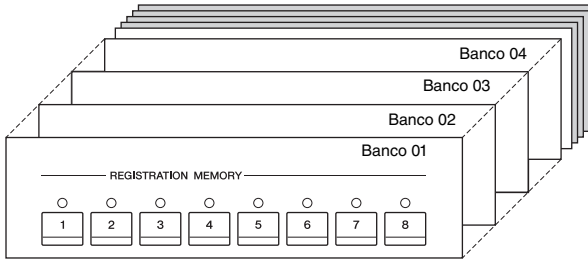 Banco 04
Banco 03
Banco 02
Banco 01
REGISTRATION MEMORY
1 2 3 4 5 6 7 8